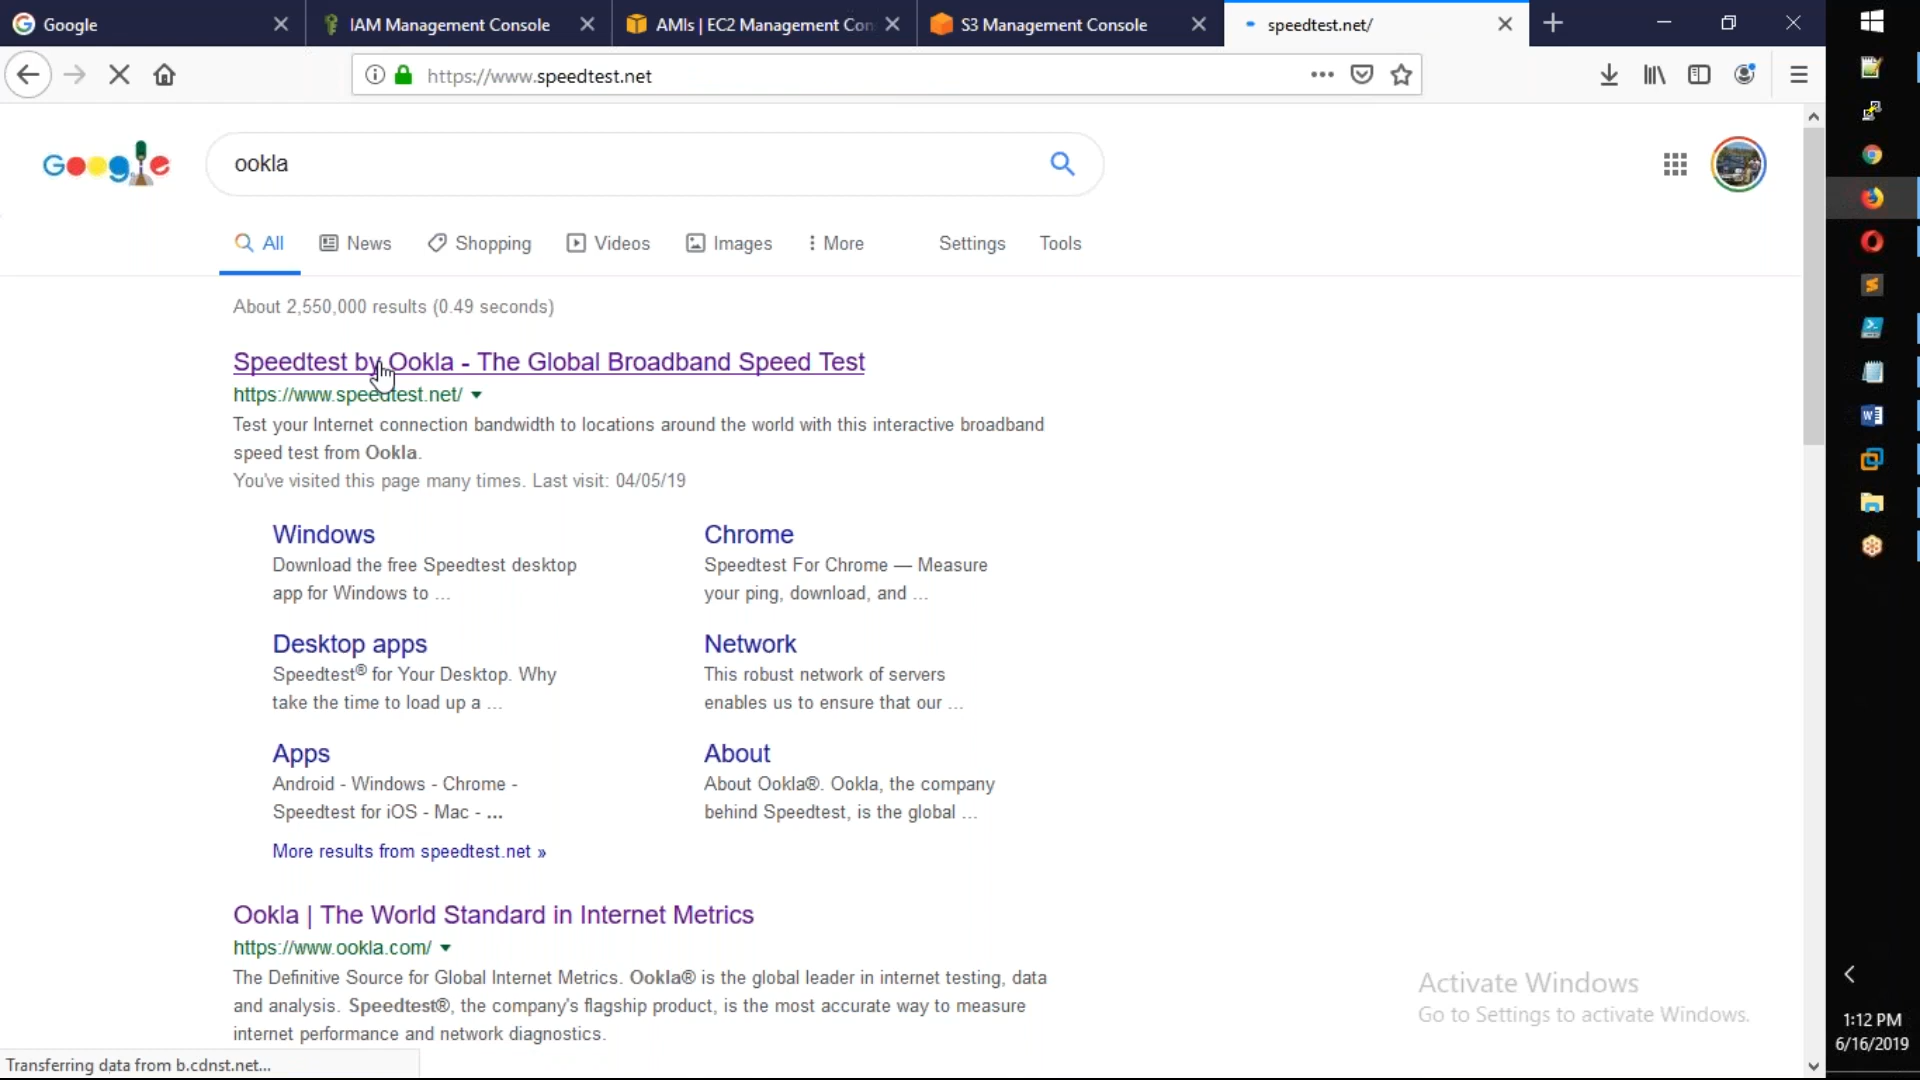 Google
IAM Management Console
AMIs | EC2 Management Con
S3 Management Console
speedtest.net/
https://www.speedtest.net
Google
ookla
All
News
Shopping
Videos
Images
More
Settings
Tools
About 2,550,000 results (0.49 seconds)
Speedtest by Ookla - The Global Broadband Speed Test
https://www.speedtest.net/
Test your Internet connection bandwidth to locations around the world with this interactive broadband
speed test from Ookla.
You've visited this page many times. Last visit: 04/05/19
Windows
Download the free Speedtest desktop
app for Windows to ...
Chrome
Speedtest For Chrome — Measure
your ping, download, and ...
Desktop apps
Speedtest® for Your Desktop. Why
take the time to load up a ...
Network
This robust network of servers
enables us to ensure that our ...
Apps
Android - Windows - Chrome -
Speedtest for iOS - Mac - ...
About
About Ookla®. Ookla, the company
behind Speedtest, is the global ...
More results from speedtest.net »
Ookla | The World Standard in Internet Metrics
https://www.ookla.com/
The Definitive Source for Global Internet Metrics. Ookla® is the global leader in internet testing, data
and analysis. Speedtest®, the company's flagship product, is the most accurate way to measure
internet performance and network diagnostics.
Activate Windows
Go to Settings to activate Windows.
Transferring data from b.cdnst.net...
1:12 PM
6/16/2019